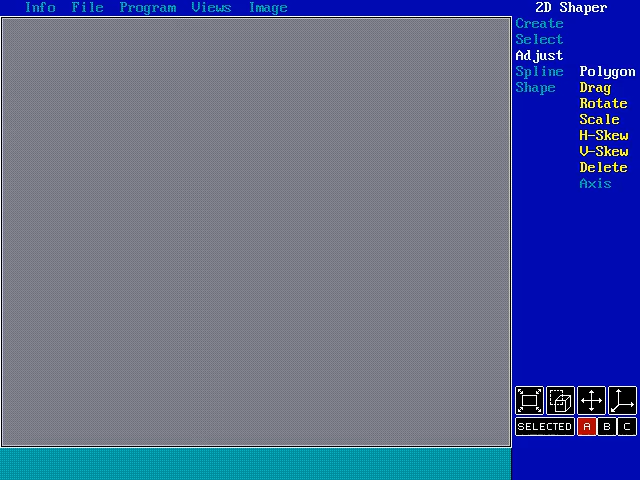 Info File Program Views Image 2D Shaper
Create
Select
Adjust
Spline Polygon
Shape Drag
Rotate
Scale
H-Skew
V-Skew
Delete
Axis
SELECTED A B C